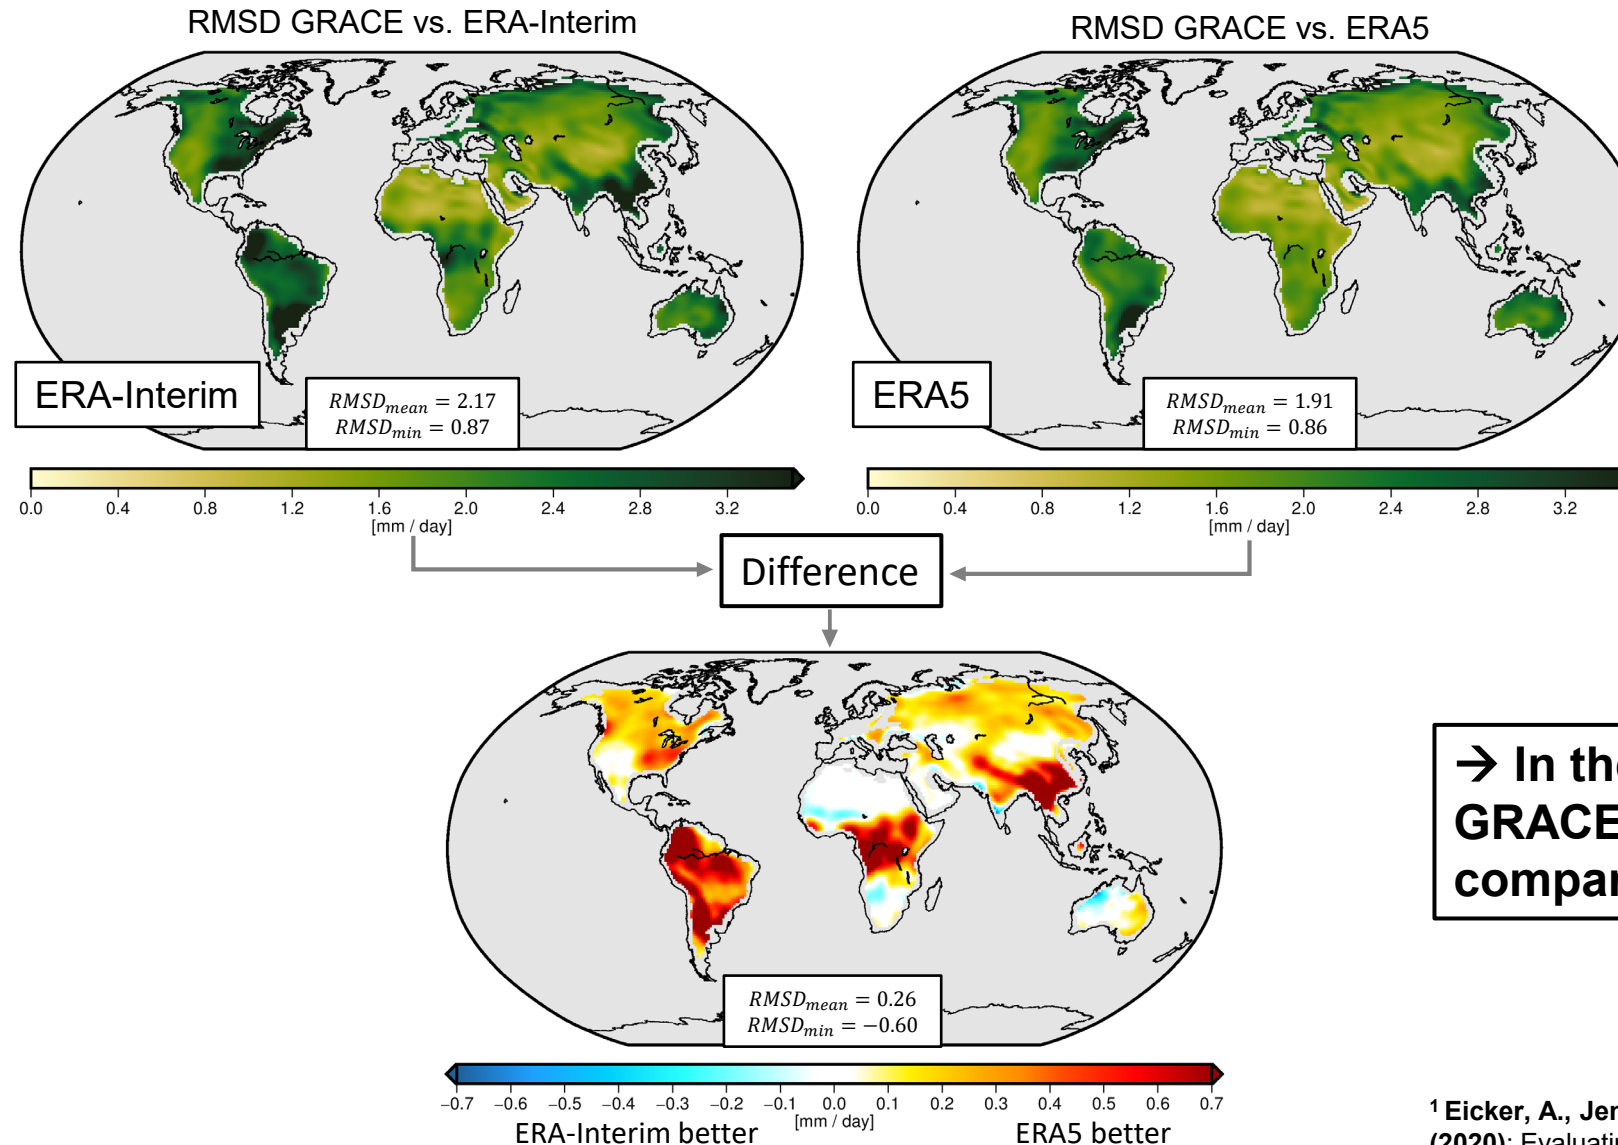 RMSD GRACE vs. ERA-Interim
RMSD GRACE vs. ERA5
ERA-Interim
RMSD_mean = 2.17
RMSD_min = 0.87
ERA5
RMSD_mean = 1.91
RMSD_min = 0.86
0.0 0.4 0.8 1.2 1.6 2.0 2.4 2.8 3.2
[mm / day]
0.0 0.4 0.8 1.2 1.6 2.0 2.4 2.8 3.2
[mm / day]
Difference
→ In the
GRACE
compar
RMSD_mean = 0.26
RMSD_min = −0.60
−0.7 −0.6 −0.5 −0.4 −0.3 −0.2 −0.1 0.0 0.1 0.2 0.3 0.4 0.5 0.6 0.7
[mm / day]
ERA-Interim better
ERA5 better
¹ Eicker, A., Jen
(2020): Evaluatin